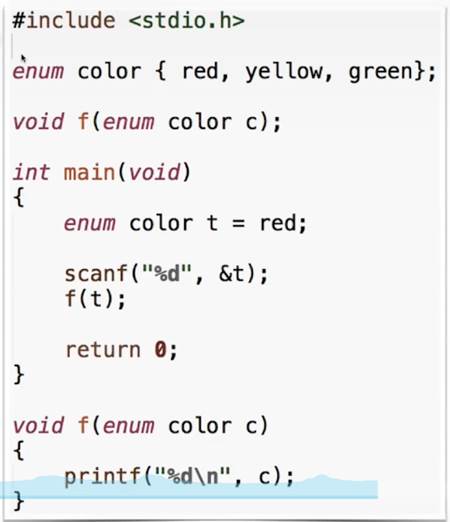 #include <stdio.h>
enum color { red, yellow, green};
void f(enum color c);
int main(void)
{
enum color t = red;
scanf("%d", &t);
f(t);
return 0;
}
void f(enum color c)
{
printf("%d\n", c);
}